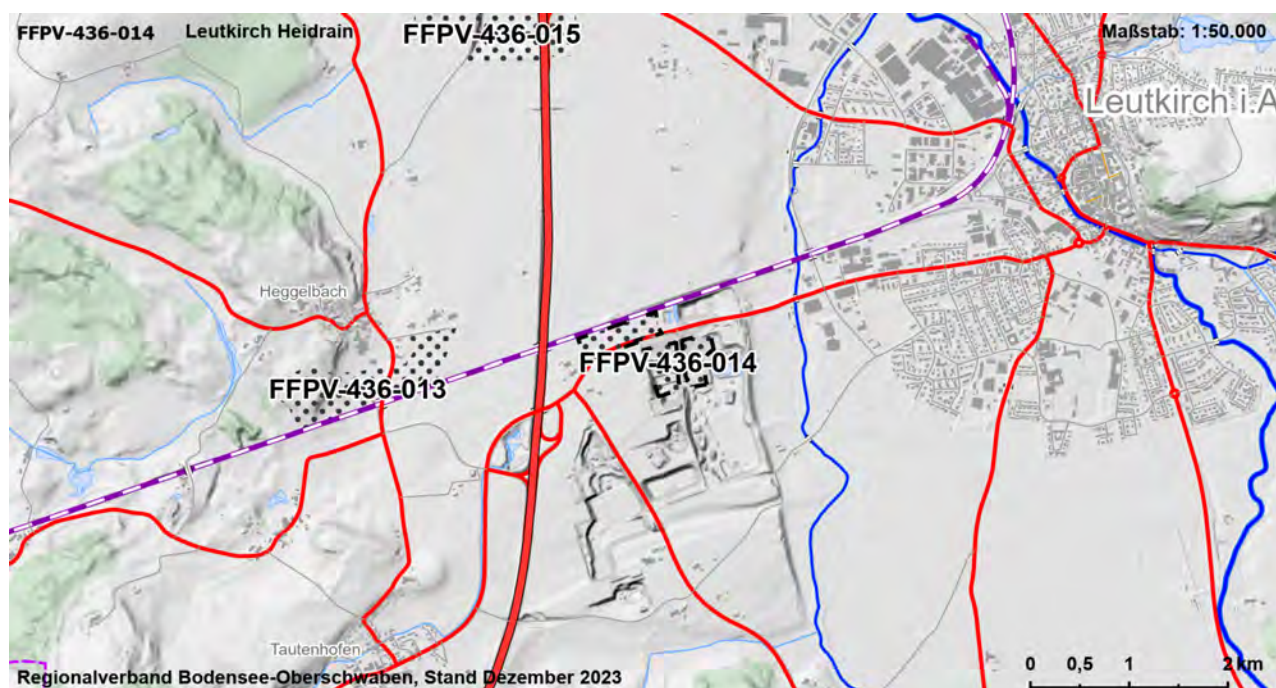 FFPV-436-014 Leutkirch Heidrain
FFPV-436-015
Maßstab: 1:50.000
Leutkirch i.A
Heggelbach
FFPV-436-014
FFPV-436-013
Tautenhofen
Regionalverband Bodensee-Oberschwaben, Stand Dezember 2023
0 0,5 1 2 km